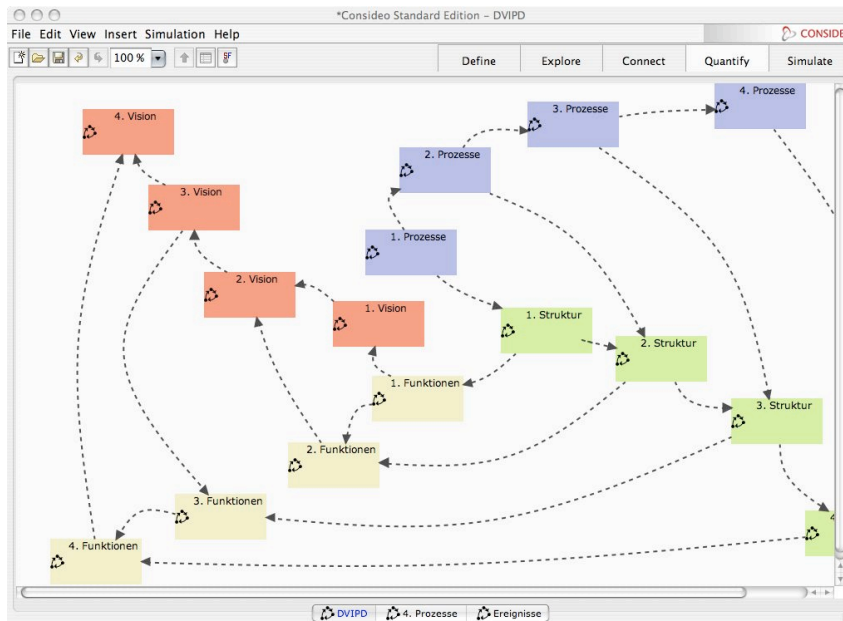 *Consideo Standard Edition – DVIPD
File Edit View Insert Simulation Help
CONSIDE
100 %
Define Explore Connect Quantify Simulate
4. Prozesse
3. Prozesse
4. Vision
2. Prozesse
3. Vision
1. Prozesse
2. Vision
1. Vision
1. Struktur
2. Struktur
1. Funktionen
3. Struktur
2. Funktionen
3. Funktionen
4
4. Funktionen
DVIPD 4. Prozesse Ereignisse